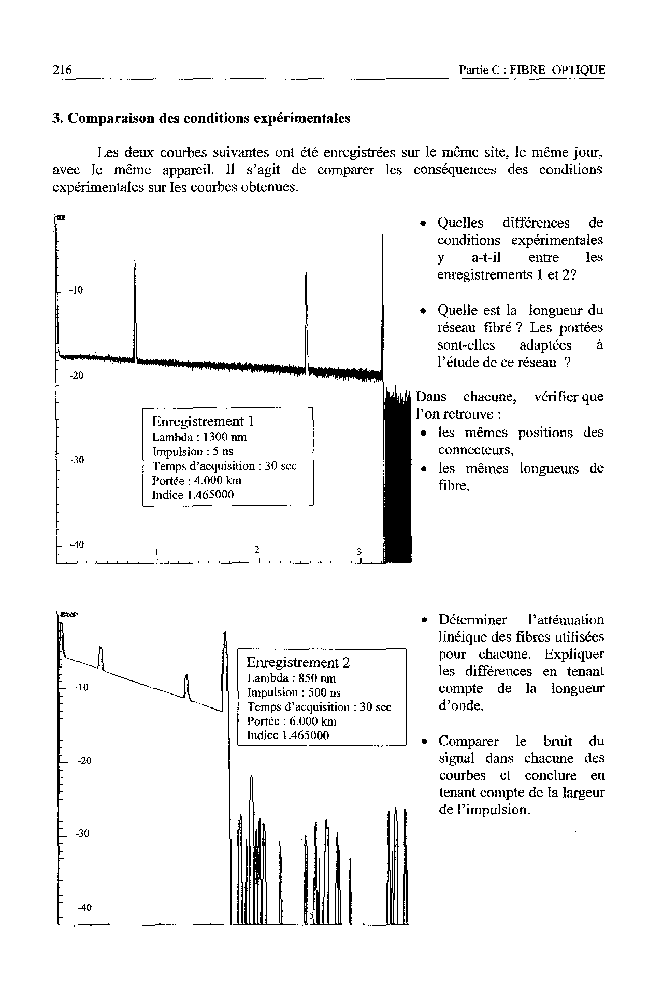 216
Partie C : FIBRE OPTIQUE
3. Comparaison des conditions expérimentales
Les deux courbes suivantes ont été enregistrées sur le même site, le même jour,
avec le même appareil. Il s'agit de comparer les conséquences des conditions
expérimentales sur les courbes obtenues.
-10
-20
-30
-40
1
2
3
Enregistrement 1
Lambda : 1300 nm
Impulsion : 5 ns
Temps d'acquisition : 30 sec
Portée : 4.000 km
Indice 1.465000
• Quelles différences de
conditions expérimentales
y a-t-il entre les
enregistrements 1 et 2?
• Quelle est la longueur du
réseau fibré ? Les portées
sont-elles adaptées à
l'étude de ce réseau ?
Dans chacune, vérifier que
l'on retrouve :
• les mêmes positions des
connecteurs,
• les mêmes longueurs de
fibre.
-10
-20
-30
-40
5
Enregistrement 2
Lambda : 850 nm
Impulsion : 500 ns
Temps d'acquisition : 30 sec
Portée : 6.000 km
Indice 1.465000
• Déterminer l'atténuation
linéique des fibres utilisées
pour chacune. Expliquer
les différences en tenant
compte de la longueur
d'onde.
• Comparer le bruit du
signal dans chacune des
courbes et conclure en
tenant compte de la largeur
de l'impulsion.